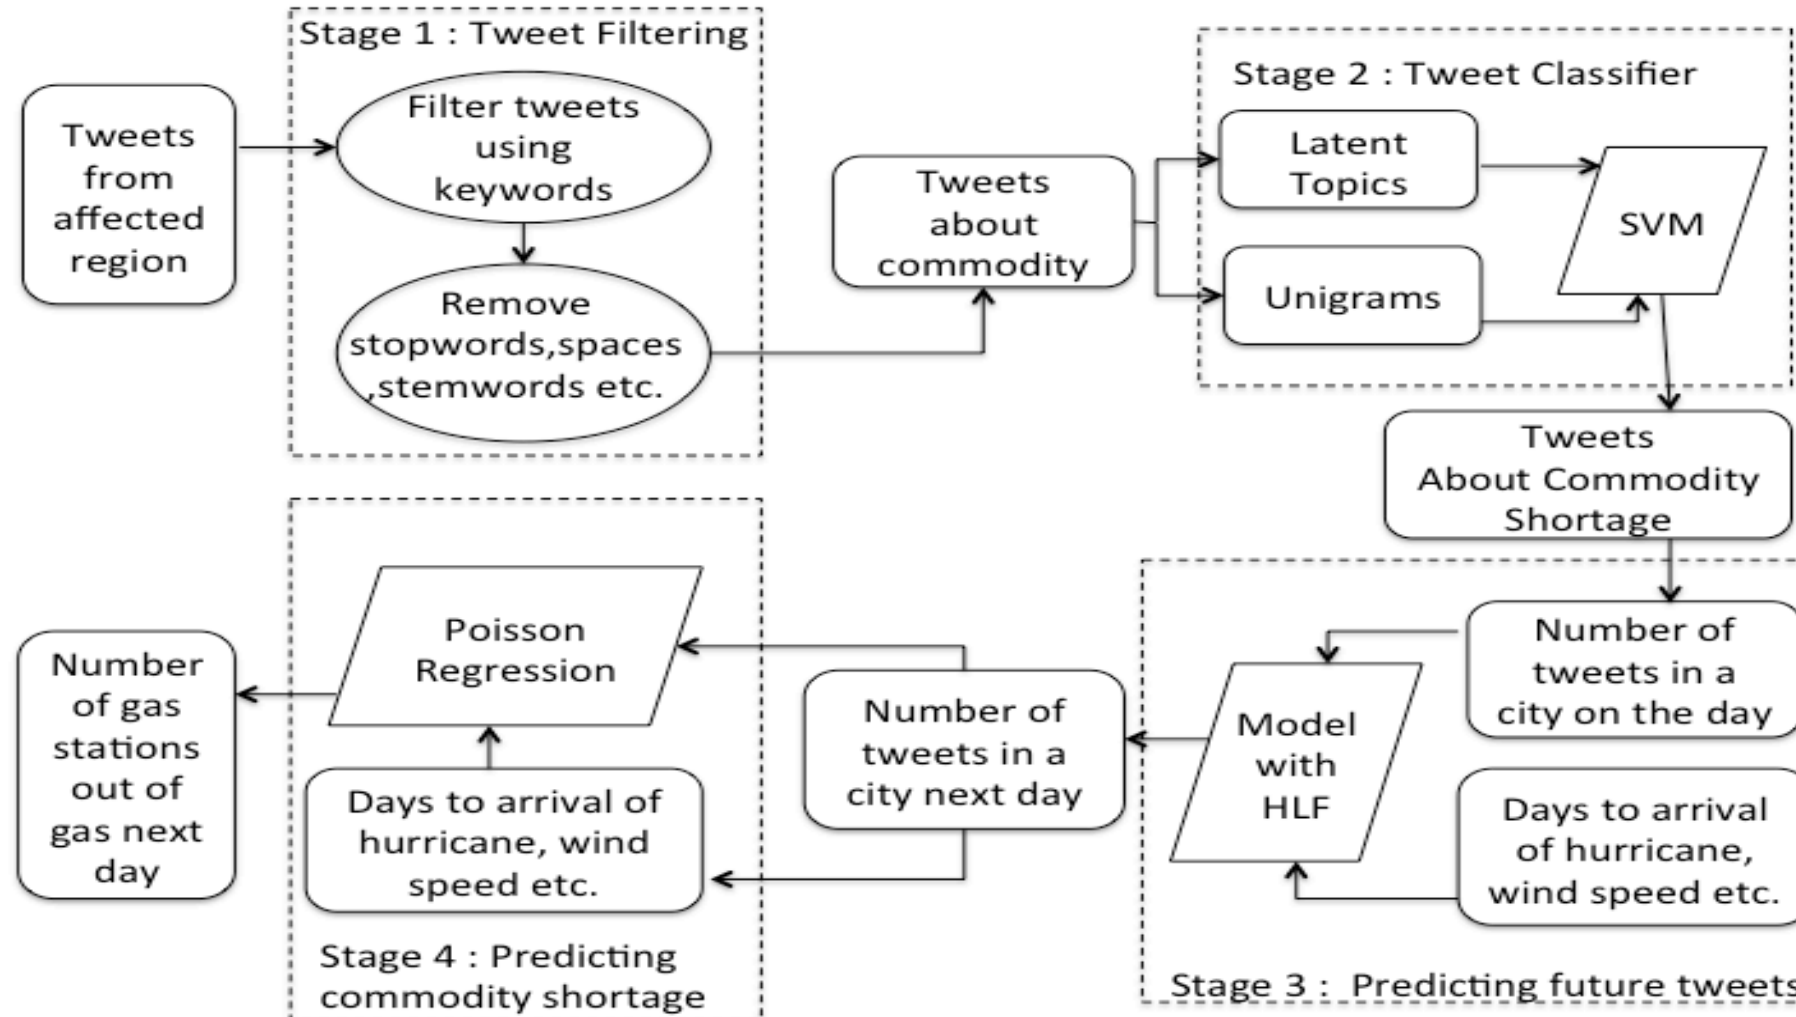 Stage 1 : Tweet Filtering
Tweets
from
affected
region
Filter tweets
using
keywords
Remove
stopwords,spaces
,stemwords etc.
Tweets
about
commodity
Stage 2 : Tweet Classifier
Latent
Topics
Unigrams
SVM
Tweets
About Commodity
Shortage
Number of
tweets in a
city on the day
Model
with
HLF
Days to arrival
of hurricane,
wind speed etc.
Stage 3 : Predicting future tweets
Number of
tweets in a
city next day
Poisson
Regression
Days to arrival of
hurricane, wind
speed etc.
Stage 4 : Predicting
commodity shortage
Number
of gas
stations
out of
gas next
day